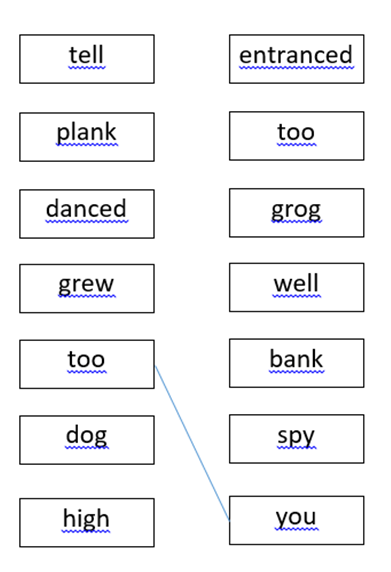 tell entranced
plank too
danced grog
grew well
too bank
dog spy
high you